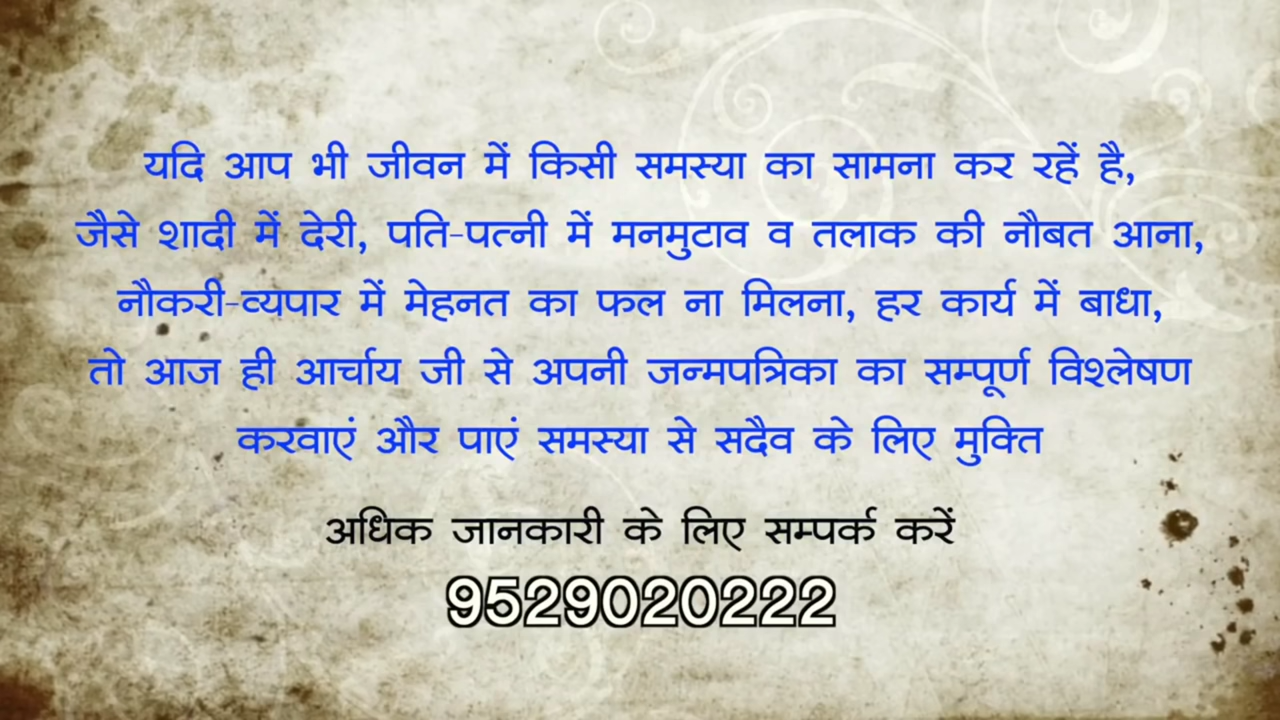 यदि आप भी जीवन में किसी समस्या का सामना कर रहें है,
जैसे शादी में देरी, पति-पत्नी में मनमुटाव व तलाक की नौबत आना,
नौकरी-व्यपार में मेहनत का फल ना मिलना, हर कार्य में बाधा,
तो आज ही आर्चाय जी से अपनी जन्मपत्रिका का सम्पूर्ण विश्लेषण
करवाएं और पाएं समस्या से सदैव के लिए मुक्ति
अधिक जानकारी के लिए सम्पर्क करें
9529020222